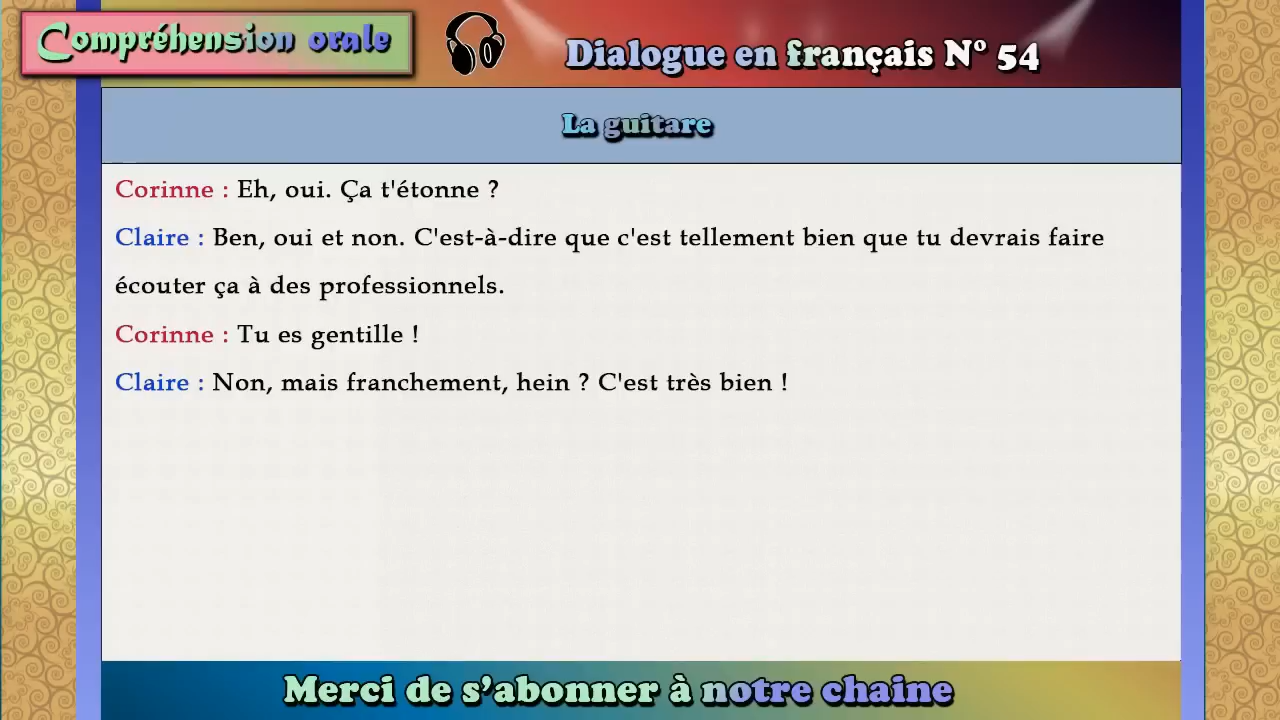 Compréhension orale
Dialogue en français N° 54
La guitare
Corinne : Eh, oui. Ça t'étonne ?
Claire : Ben, oui et non. C'est-à-dire que c'est tellement bien que tu devrais faire
écouter ça à des professionnels.
Corinne : Tu es gentille !
Claire : Non, mais franchement, hein ? C'est très bien !
Merci de s’abonner à notre chaine